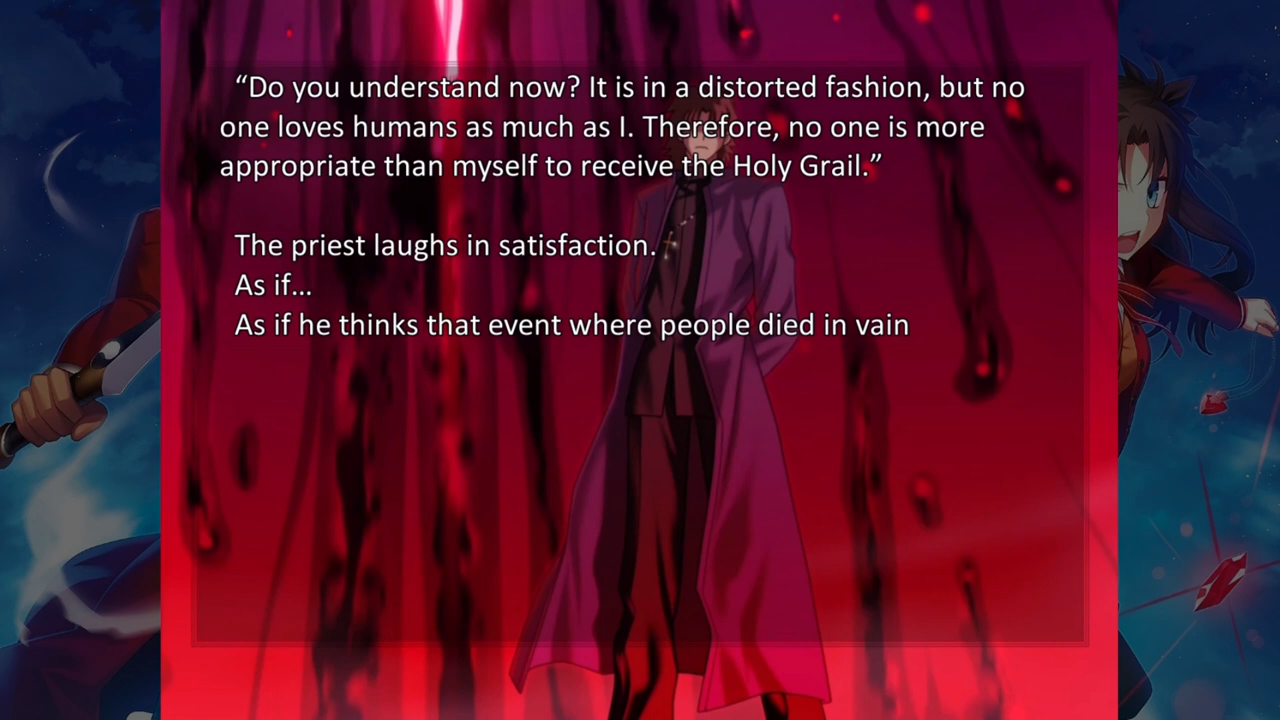 “Do you understand now? It is in a distorted fashion, but no
one loves humans as much as I. Therefore, no one is more
appropriate than myself to receive the Holy Grail.”
The priest laughs in satisfaction.
As if...
As if he thinks that event where people died in vain